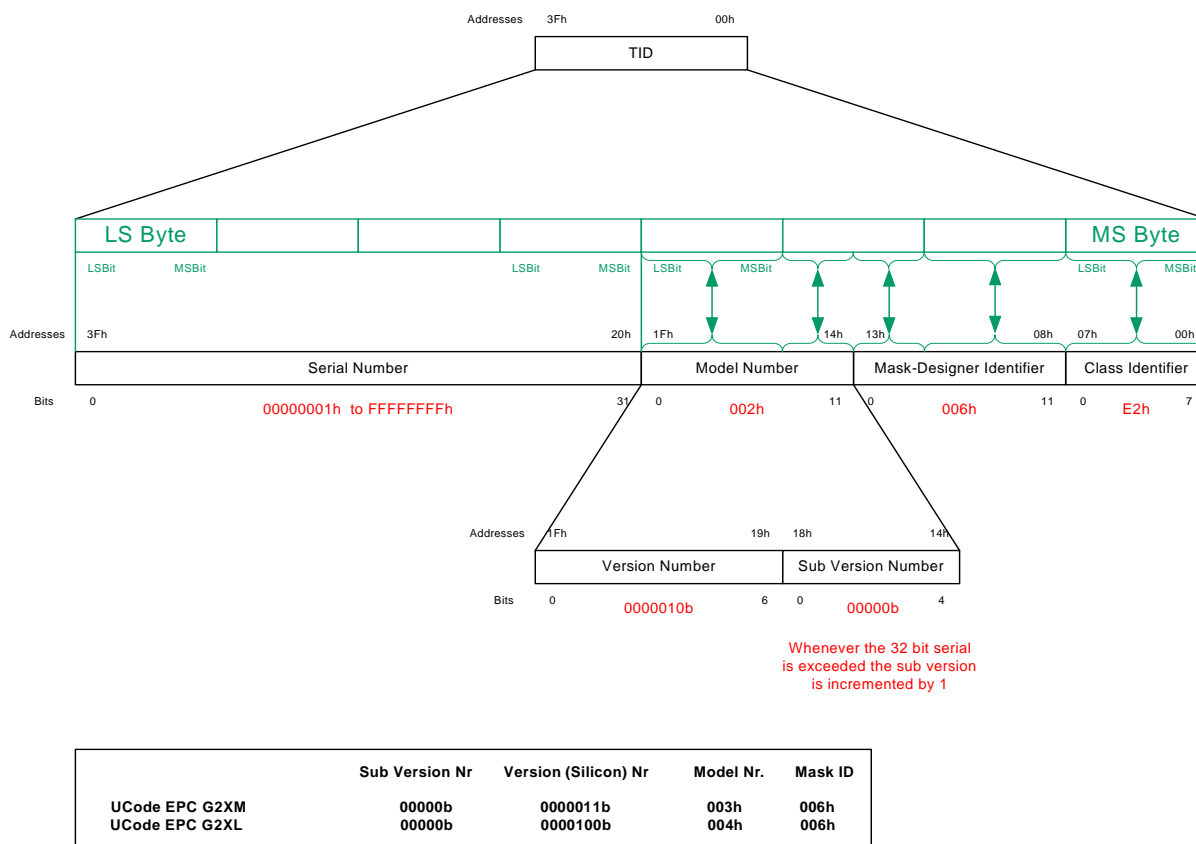 Addresses 3Fh 00h
TID
LS Byte MS Byte
LSBit MSBit LSBit MSBit LSBit MSBit LSBit MSBit
Addresses 3Fh 20h 1Fh 14h 13h 08h 07h 00h
Serial Number Model Number Mask-Designer Identifier Class Identifier
Bits 0 31 0 11 0 11 0 7
00000001h to FFFFFFFFh 002h 006h E2h
Addresses 1Fh 19h 18h 14h
Version Number Sub Version Number
Bits 0 6 0 4
0000010b 00000b
Whenever the 32 bit serial
is exceeded the sub version
is incremented by 1
Sub Version Nr Version (Silicon) Nr Model Nr. Mask ID
UCode EPC G2XM 00000b 0000011b 003h 006h
UCode EPC G2XL 00000b 0000100b 004h 006h